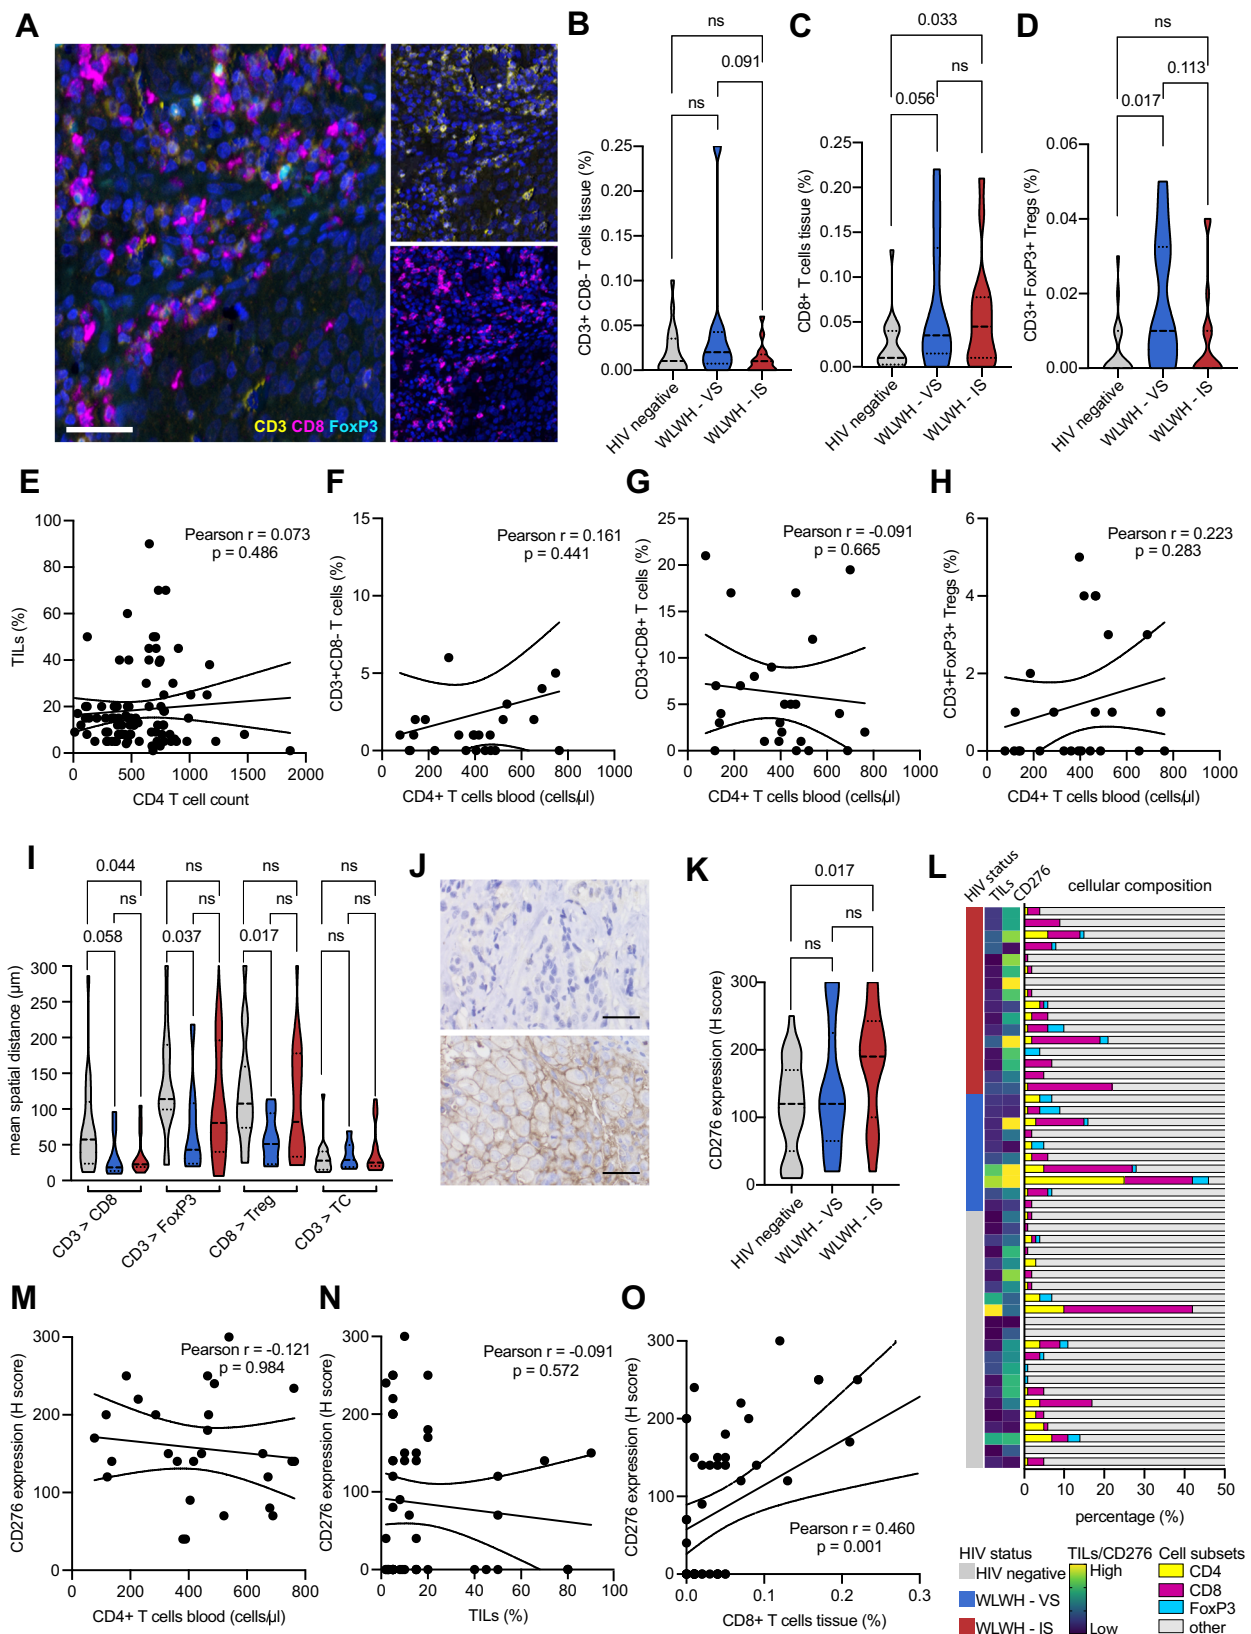 A
CD3 CD8 FoxP3
B
ns
0.091
ns
CD3+ CD8- T cells tissue (%)
0.25
0.20
0.15
0.10
0.05
0.00
HIV negative
WLWH - VS
WLWH - IS
C
0.033
ns
0.056
CD8+ T cells tissue (%)
0.25
0.20
0.15
0.10
0.05
0.00
HIV negative
WLWH - VS
WLWH - IS
D
ns
0.113
0.017
CD3+ FoxP3+ Tregs (%)
0.06
0.04
0.02
0.00
HIV negative
WLWH - VS
WLWH - IS
E
Pearson r = 0.073
p = 0.486
TILs (%)
100
80
60
40
20
0
0 500 1000 1500 2000
CD4 T cell count
F
Pearson r = 0.161
p = 0.441
CD3+CD8- T cells (%)
15
10
5
0
0 200 400 600 800 1000
CD4+ T cells blood (cells/µl)
G
Pearson r = -0.091
p = 0.665
CD3+CD8+ T cells (%)
25
20
15
10
5
0
0 200 400 600 800 1000
CD4+ T cells blood (cells/µl)
H
Pearson r = 0.223
p = 0.283
CD3+FoxP3+ Tregs (%)
6
4
2
0
0 200 400 600 800 1000
CD4+ T cells blood (cells/µl)
I
0.044 ns ns ns
ns ns ns ns
0.058 0.037 0.017 ns
mean spatial distance (µm)
300
250
200
150
100
50
0
CD3 > CD8
CD3 > FoxP3
CD8 > Treg
CD3 > TC
J
K
0.017
ns
ns
CD276 expression (H score)
300
200
100
0
HIV negative
WLWH - VS
WLWH - IS
L
HIV status
TILs
CD276
cellular composition
0 10 20 30 40 50
percentage (%)
HIV status
HIV negative
WLWH - VS
WLWH - IS
TILs/CD276
High
Low
Cell subsets
CD4
CD8
FoxP3
other
M
Pearson r = -0.121
p = 0.984
CD276 expression (H score)
300
200
100
0
0 200 400 600 800
CD4+ T cells blood (cells/µl)
N
Pearson r = -0.091
p = 0.572
CD276 expression (H score)
300
200
100
0
0 20 40 60 80 100
TILs (%)
O
Pearson r = 0.460
p = 0.001
CD276 expression (H score)
300
200
100
0
0.0 0.1 0.2 0.3
CD8+ T cells tissue (%)